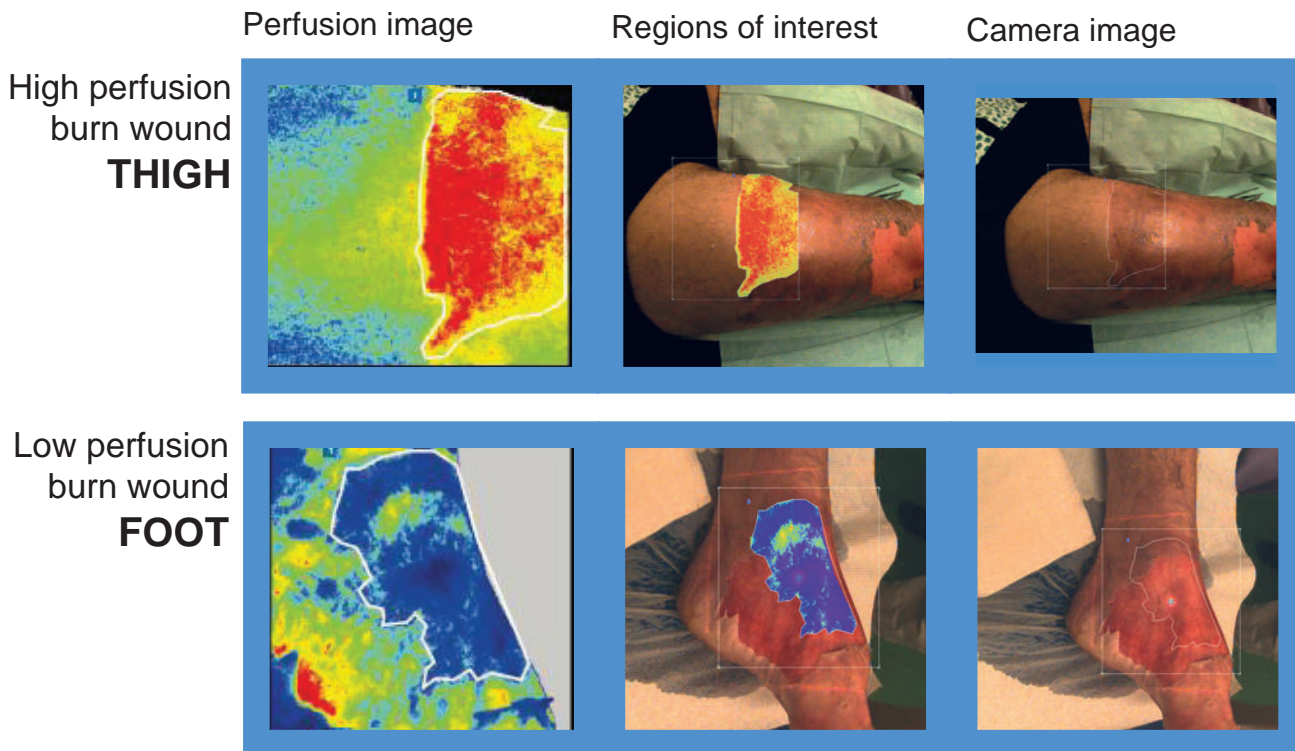 Perfusion image
Regions of interest
Camera image
High perfusion
burn wound
THIGH
Low perfusion
burn wound
FOOT